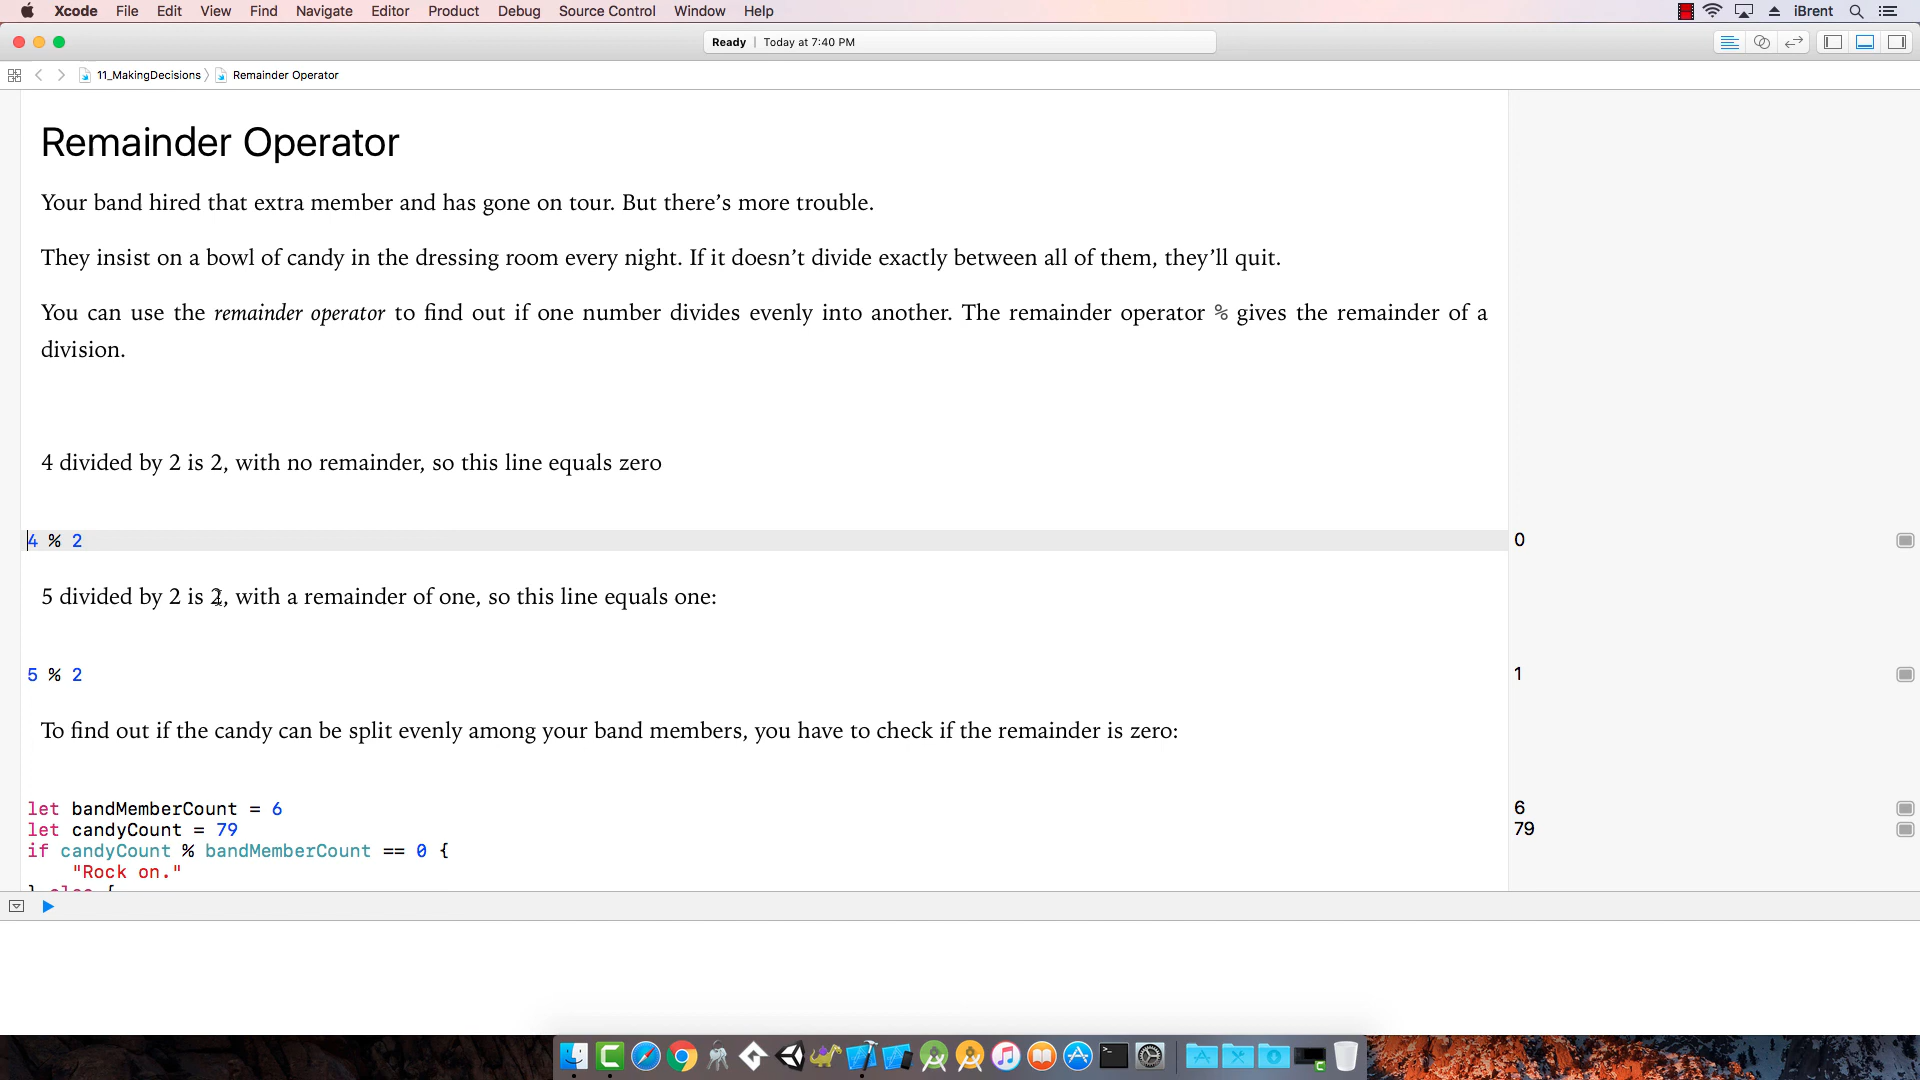 Xcode File Edit View Find Navigate Editor Product Debug Source Control Window Help iBrent
Ready | Today at 7:40 PM
11_MakingDecisions Remainder Operator
Remainder Operator
Your band hired that extra member and has gone on tour. But there’s more trouble.
They insist on a bowl of candy in the dressing room every night. If it doesn’t divide exactly between all of them, they’ll quit.
You can use the remainder operator to find out if one number divides evenly into another. The remainder operator % gives the remainder of a
division.
4 divided by 2 is 2, with no remainder, so this line equals zero
4 % 2 0
5 divided by 2 is 2, with a remainder of one, so this line equals one:
5 % 2 1
To find out if the candy can be split evenly among your band members, you have to check if the remainder is zero:
let bandMemberCount = 6 6
let candyCount = 79 79
if candyCount % bandMemberCount == 0 {
"Rock on."
} else {